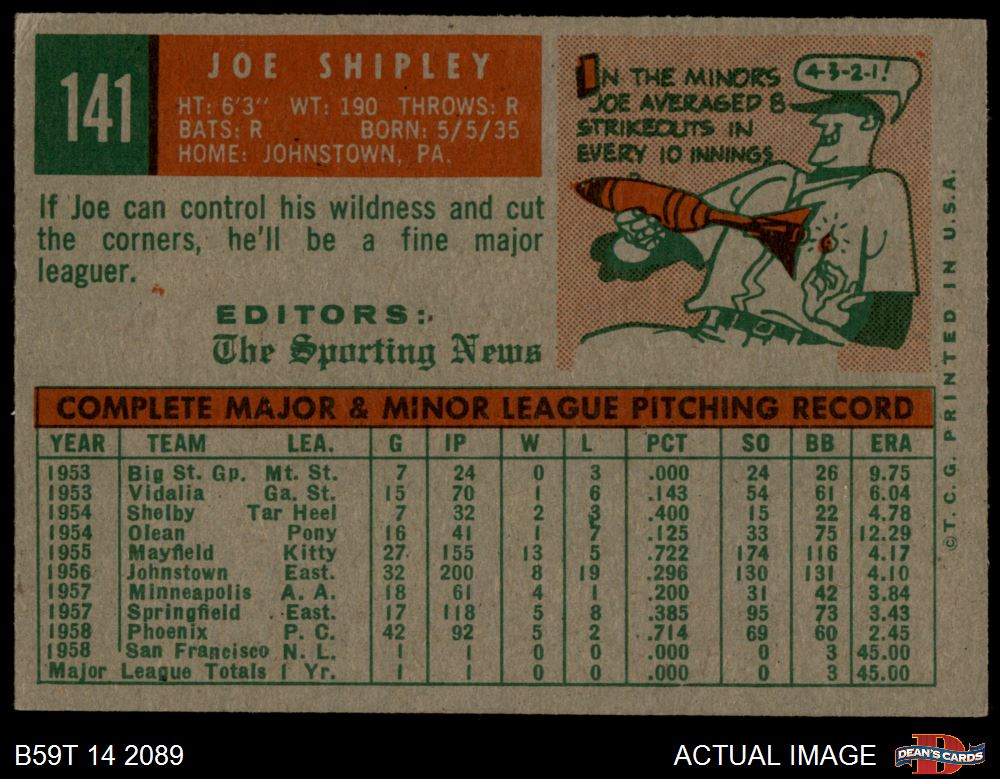 141
JOE SHIPLEY
HT: 6'3" WT: 190 THROWS: R
BATS: R BORN: 5/5/35
HOME: JOHNSTOWN, PA.
IN THE MINORS
JOE AVERAGED 8
STRIKEOUTS IN
EVERY 10 INNINGS
4-3-2-1!
If Joe can control his wildness and cut
the corners, he'll be a fine major
leaguer.
EDITORS:
The Sporting News
COMPLETE MAJOR & MINOR LEAGUE PITCHING RECORD
YEAR TEAM LEA. G IP W L PCT SO BB ERA
1953 Big St. Gp. Mt. St. 7 24 0 3 .000 24 26 9.75
1953 Vidalia Ga. St. 15 70 1 6 .143 54 61 6.04
1954 Shelby Tar Heel 7 32 2 3 .400 15 22 4.78
1954 Olean Pony 16 41 1 7 .125 33 75 12.29
1955 Mayfield Kitty 27 155 13 5 .722 174 116 4.17
1956 Johnstown East. 32 200 8 19 .296 130 131 4.10
1957 Minneapolis A. A. 18 61 4 1 .200 31 42 3.84
1957 Springfield East. 17 118 5 8 .385 95 73 3.43
1958 Phoenix P. C. 42 92 5 2 .714 69 60 2.45
1958 San Francisco N. L. 1 1 0 0 .000 0 3 45.00
Major League Totals 1 Yr. 1 1 0 0 .000 0 3 45.00
©T. C. G. PRINTED IN U.S.A.
B59T 14 2089
ACTUAL IMAGE
DEAN'S CARDS